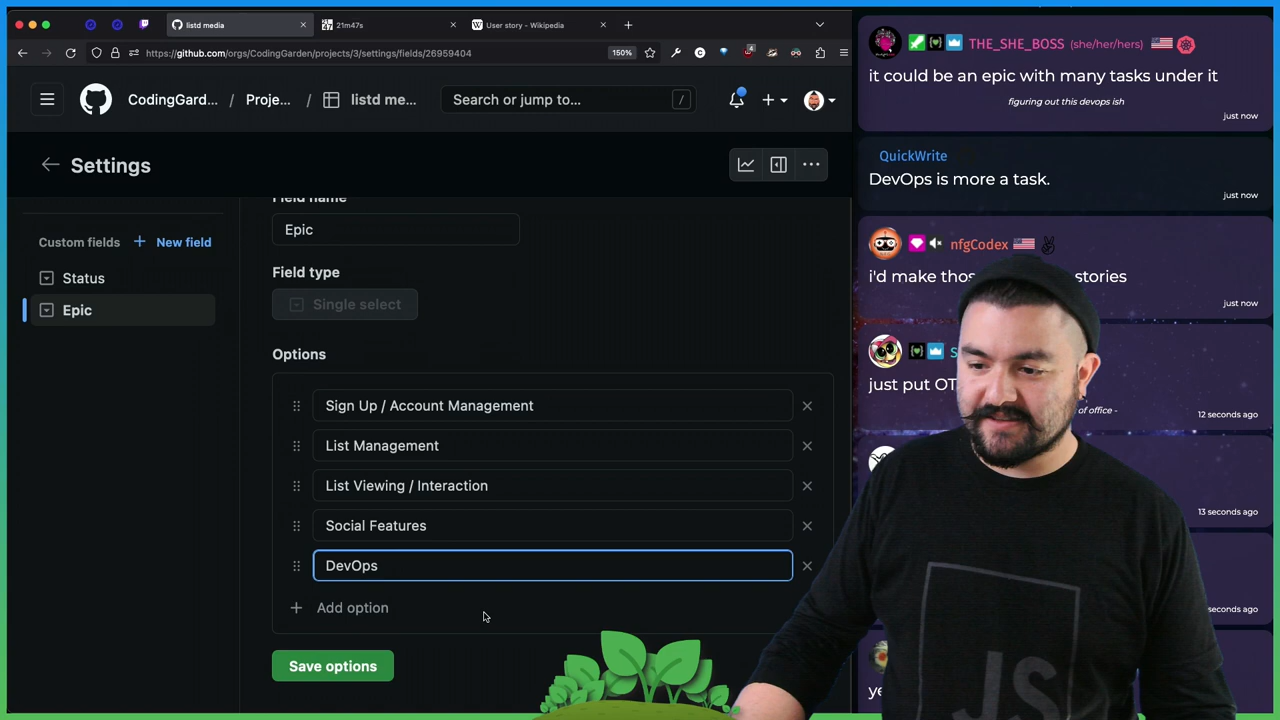 listd media
21m47s
User story - Wikipedia
https://github.com/orgs/CodingGarden/projects/3/settings/fields/26959404
150%
4
CodingGard... / Proje... / listd me...
Search or jump to...
/
Settings
Custom fields
New field
Status
Epic
Field name
Epic
Field type
Single select
Options
Sign Up / Account Management
List Management
List Viewing / Interaction
Social Features
DevOps
Add option
Save options
THE_SHE_BOSS (she/her/hers)
it could be an epic with many tasks under it
figuring out this devops ish
just now
QuickWrite
DevOps is more a task.
just now
nfgCodex
i'd make stories
just now
just put
of office -
12 seconds ago
13 seconds ago
seconds ago
JS